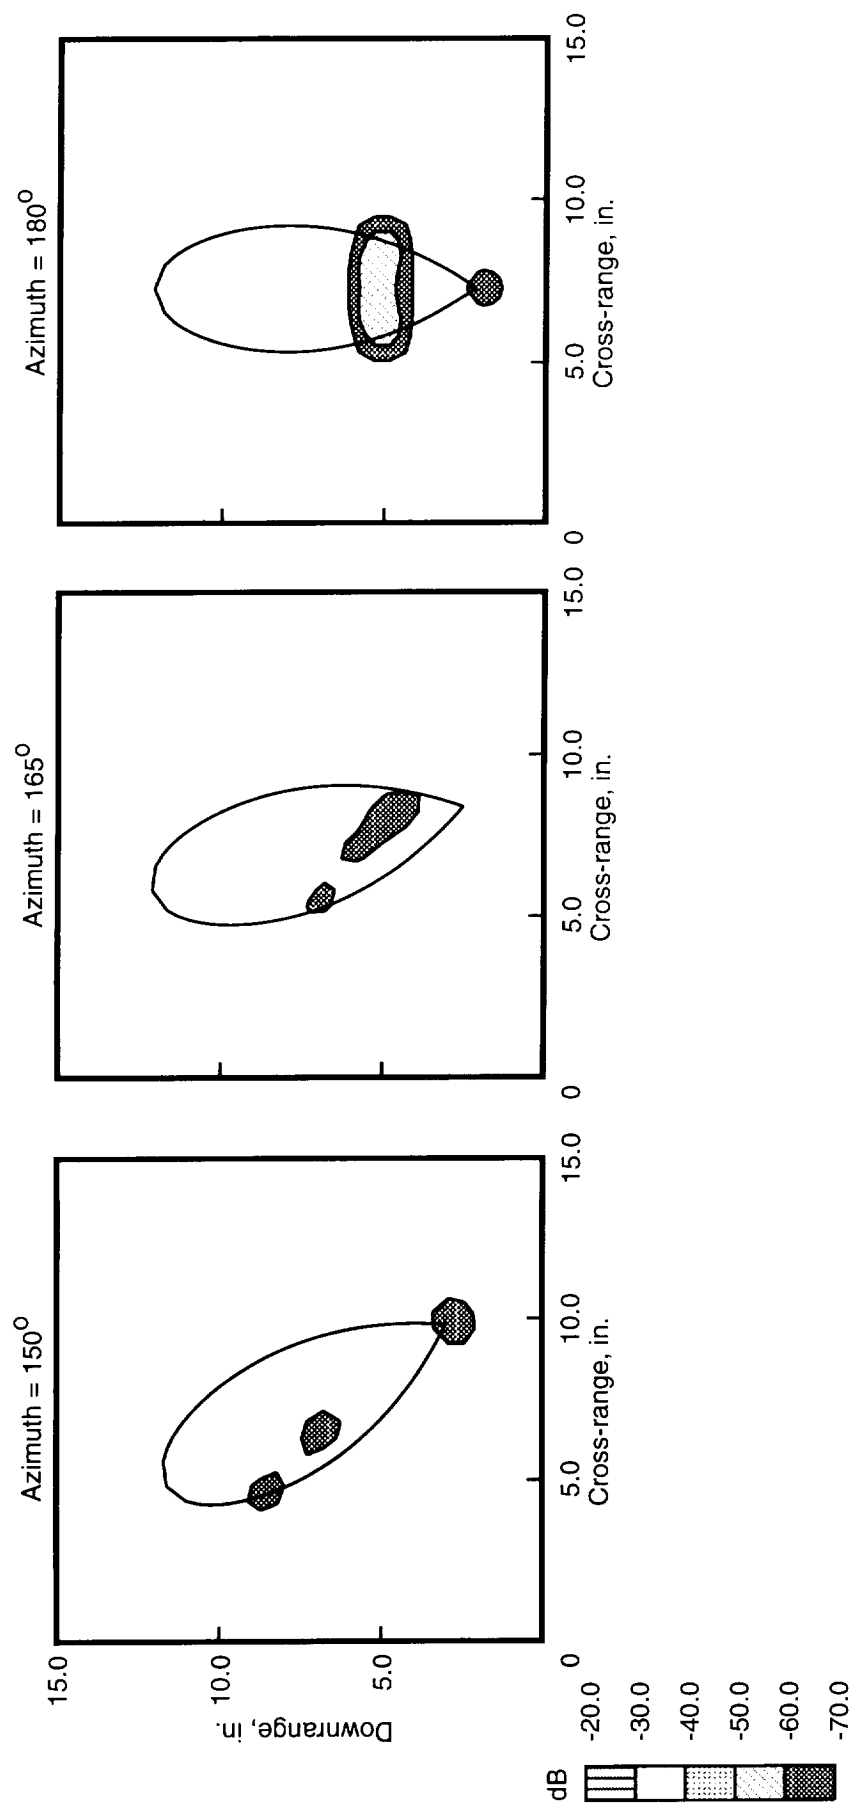 Azimuth = 150°
Azimuth = 165°
Azimuth = 180°
15.0
10.0
5.0
Downrange, in.
0
5.0
10.0
15.0
Cross-range, in.
0
5.0
10.0
15.0
Cross-range, in.
0
5.0
10.0
15.0
Cross-range, in.
dB
-20.0
-30.0
-40.0
-50.0
-60.0
-70.0